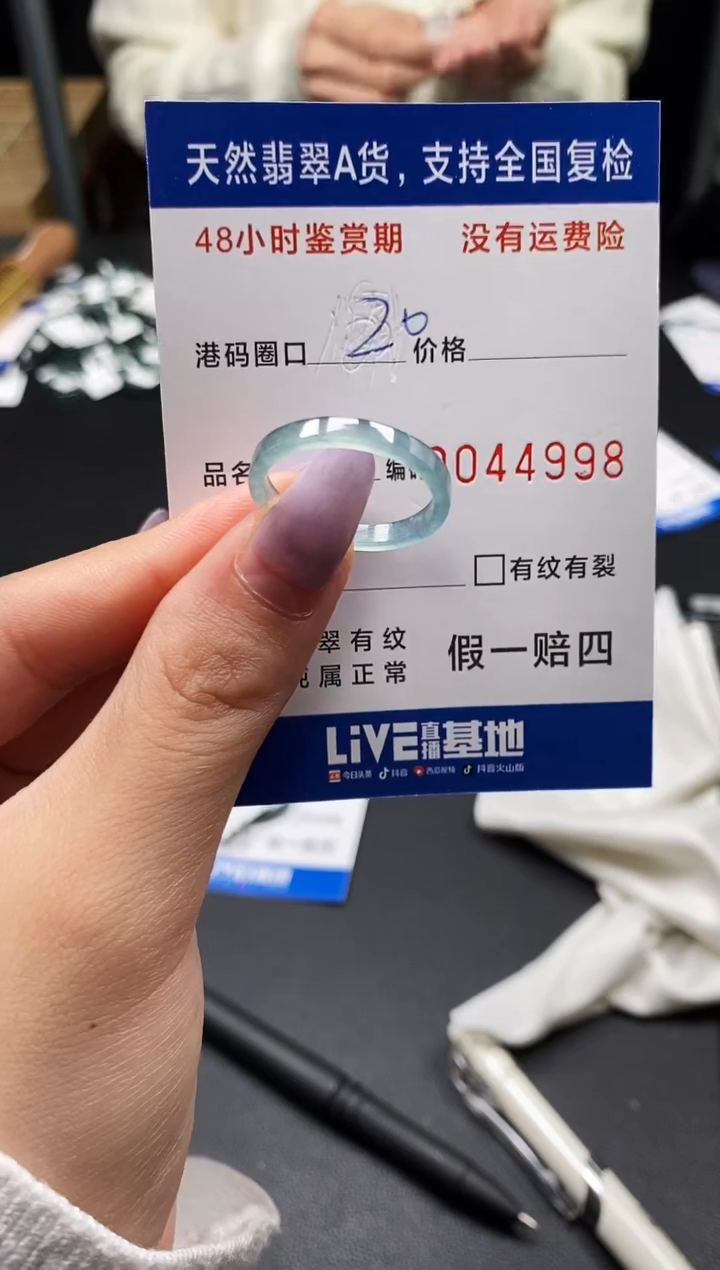 天然翡翠A货，支持全国复检
48小时鉴赏期 没有运费险
港码圈口 20 价格
品名 编 0044998
有纹有裂
翠有纹
属正常
假一赔四
LiVE直播基地
今日头条 抖音 西瓜视频 抖音火山版